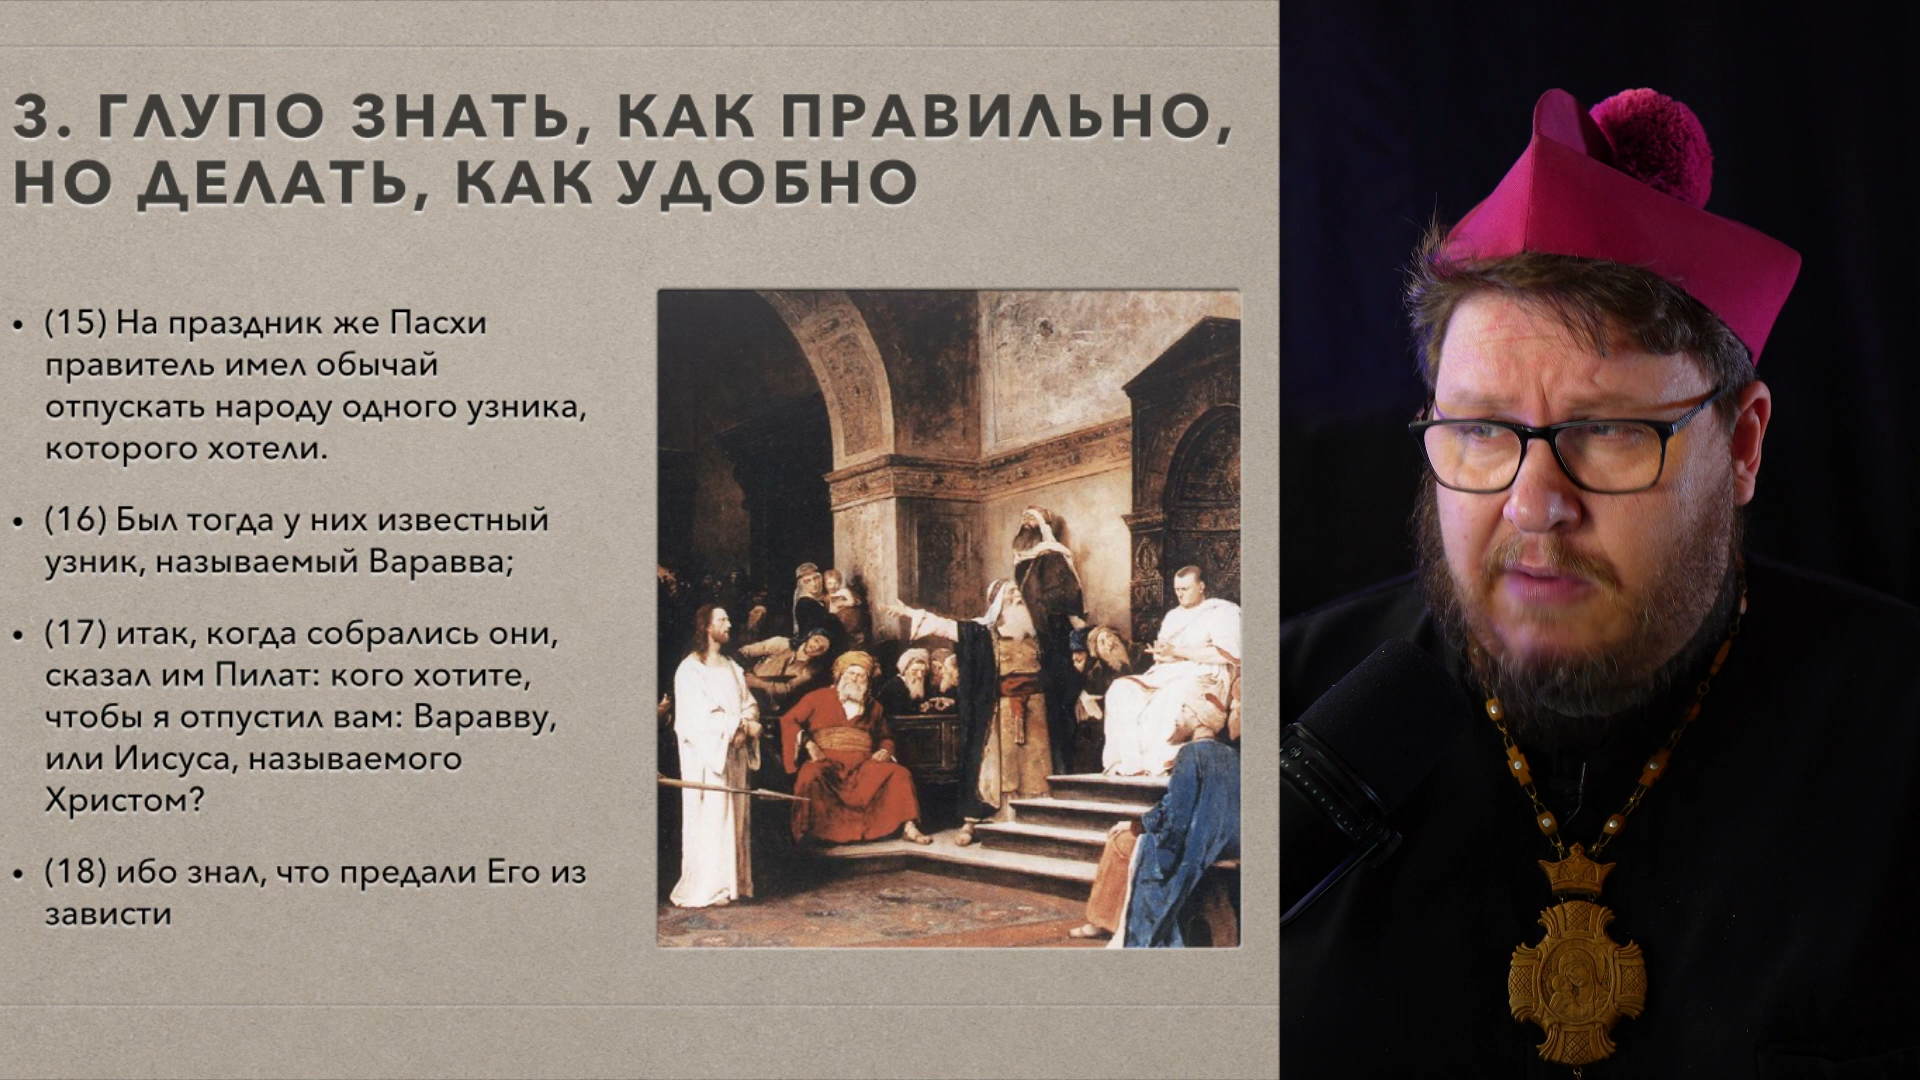 3. ГЛУПО ЗНАТЬ, КАК ПРАВИЛЬНО,
НО ДЕЛАТЬ, КАК УДОБНО
• (15) На праздник же Пасхи
правитель имел обычай
отпускать народу одного узника,
которого хотели.
• (16) Был тогда у них известный
узник, называемый Варавва;
• (17) итак, когда собрались они,
сказал им Пилат: кого хотите,
чтобы я отпустил вам: Варавву,
или Иисуса, называемого
Христом?
• (18) ибо знал, что предали Его из
зависти